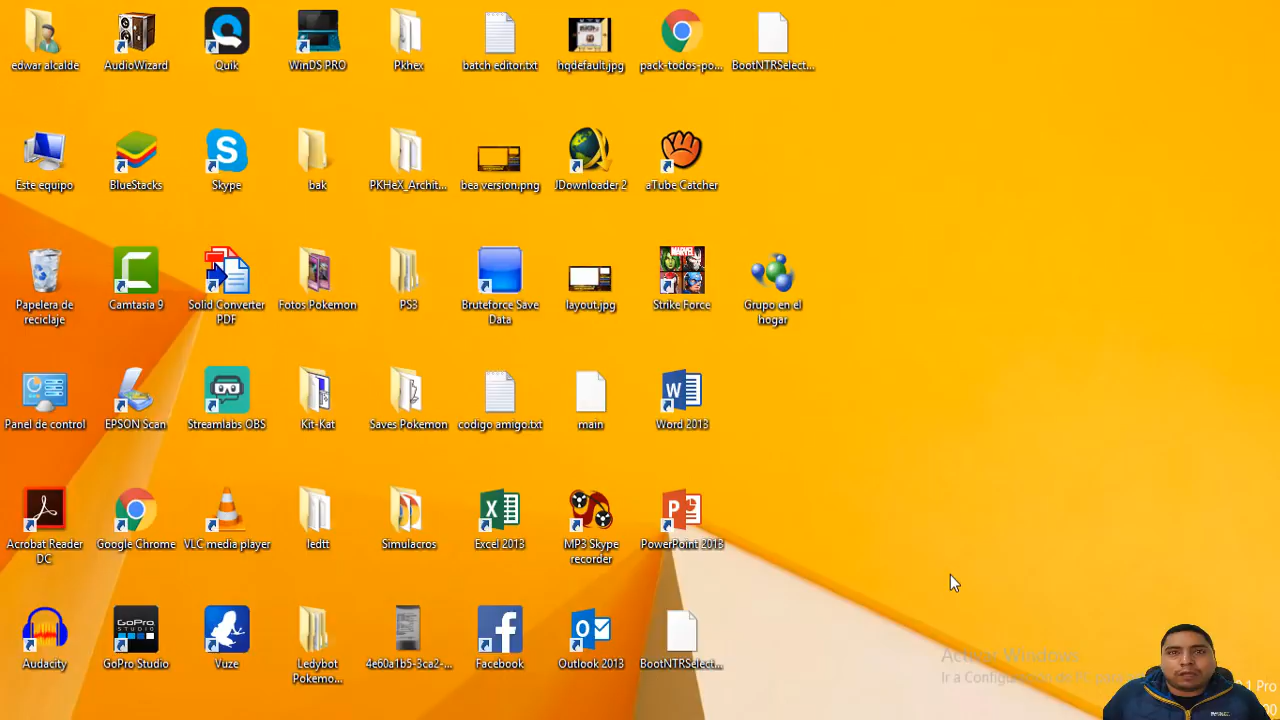 edwar alcalde
AudioWizard
Quik
WinDS PRO
Pkhex
batch editor.txt
hqdefault.jpg
pack-todos-po...
BootNTRSelect...
Este equipo
BlueStacks
Skype
bak
PKHeX_Archit...
bea version.png
JDownloader 2
aTube Catcher
Papelera de
reciclaje
Camtasia 9
Solid Converter
PDF
Fotos Pokemon
PS3
Bruteforce Save
Data
layout.jpg
Strike Force
Grupo en el
hogar
Panel de control
EPSON Scan
Streamlabs OBS
Kit-Kat
Saves Pokemon
codigo amigo.txt
main
Word 2013
Acrobat Reader
DC
Google Chrome
VLC media player
ledtt
Simulacros
Excel 2013
MP3 Skype
recorder
PowerPoint 2013
Audacity
GoPro Studio
Vuze
Ledybot
Pokemo...
4e60a1b5-3ca2-...
Facebook
Outlook 2013
BootNTRSelect...
Activar Windows
Ir a Configuración de PC para
.1 Pro